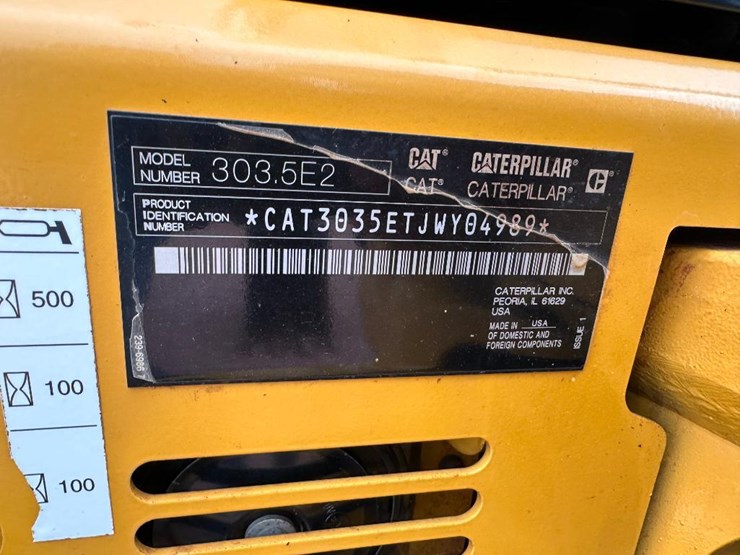 MODEL
NUMBER 303.5E2
CAT® CATERPILLAR®
CAT® CATERPILLAR®
PRODUCT
IDENTIFICATION
NUMBER
*CAT3035ETJWY04989*
CATERPILLAR INC.
PEORIA, IL 61629
USA
MADE IN USA
OF DOMESTIC AND
FOREIGN COMPONENTS
ISSUE 1
500
100
100